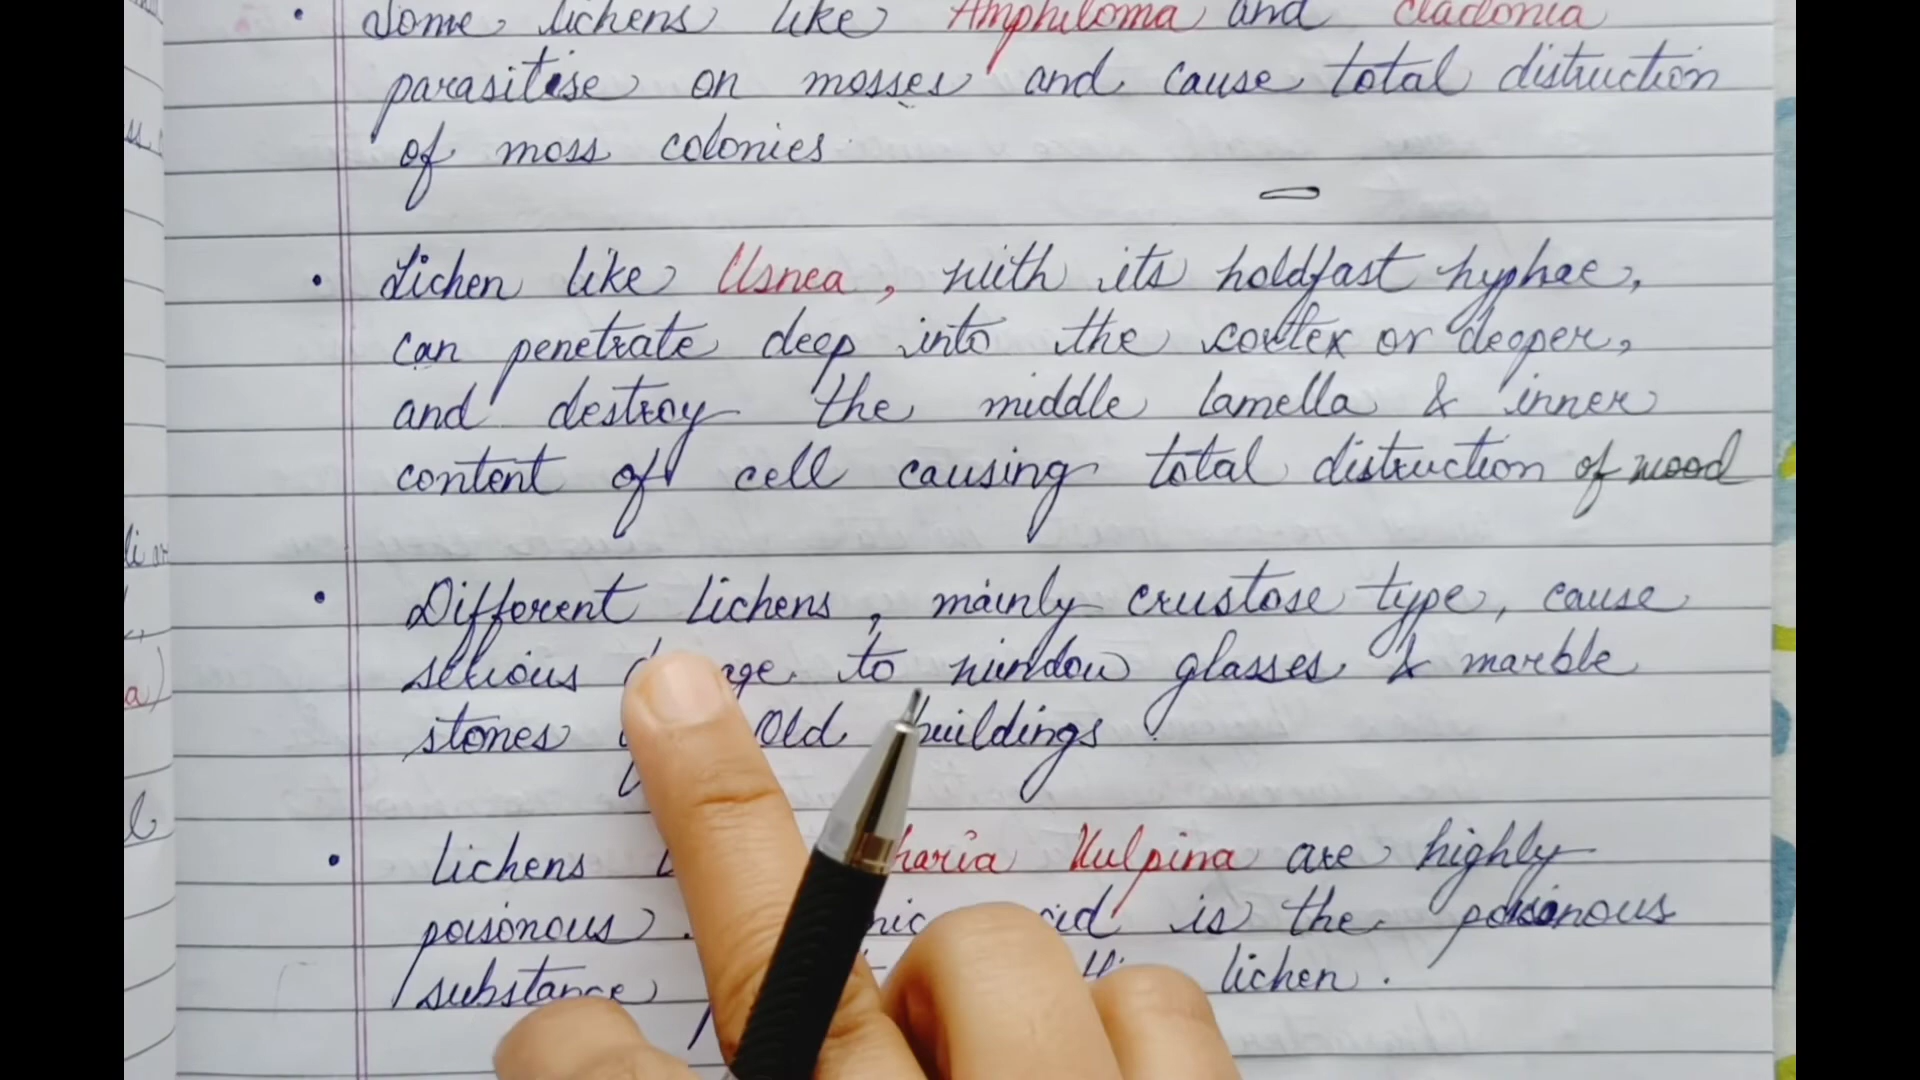 Some lichens like Amphiloma and Cladonia
parasitise on mosses and cause total distruction
of moss colonies
Lichen like Usnea, with its holdfast hyphae,
can penetrate deep into the cortex or deeper,
and destroy the middle lamella & inner
content of cell causing total distruction of wood
Different lichens, mainly crustose type, cause
serious to window glasses & marble
stones old buildings
lichens Vulpina are highly
poisonous. is the poisonous
substance lichen.